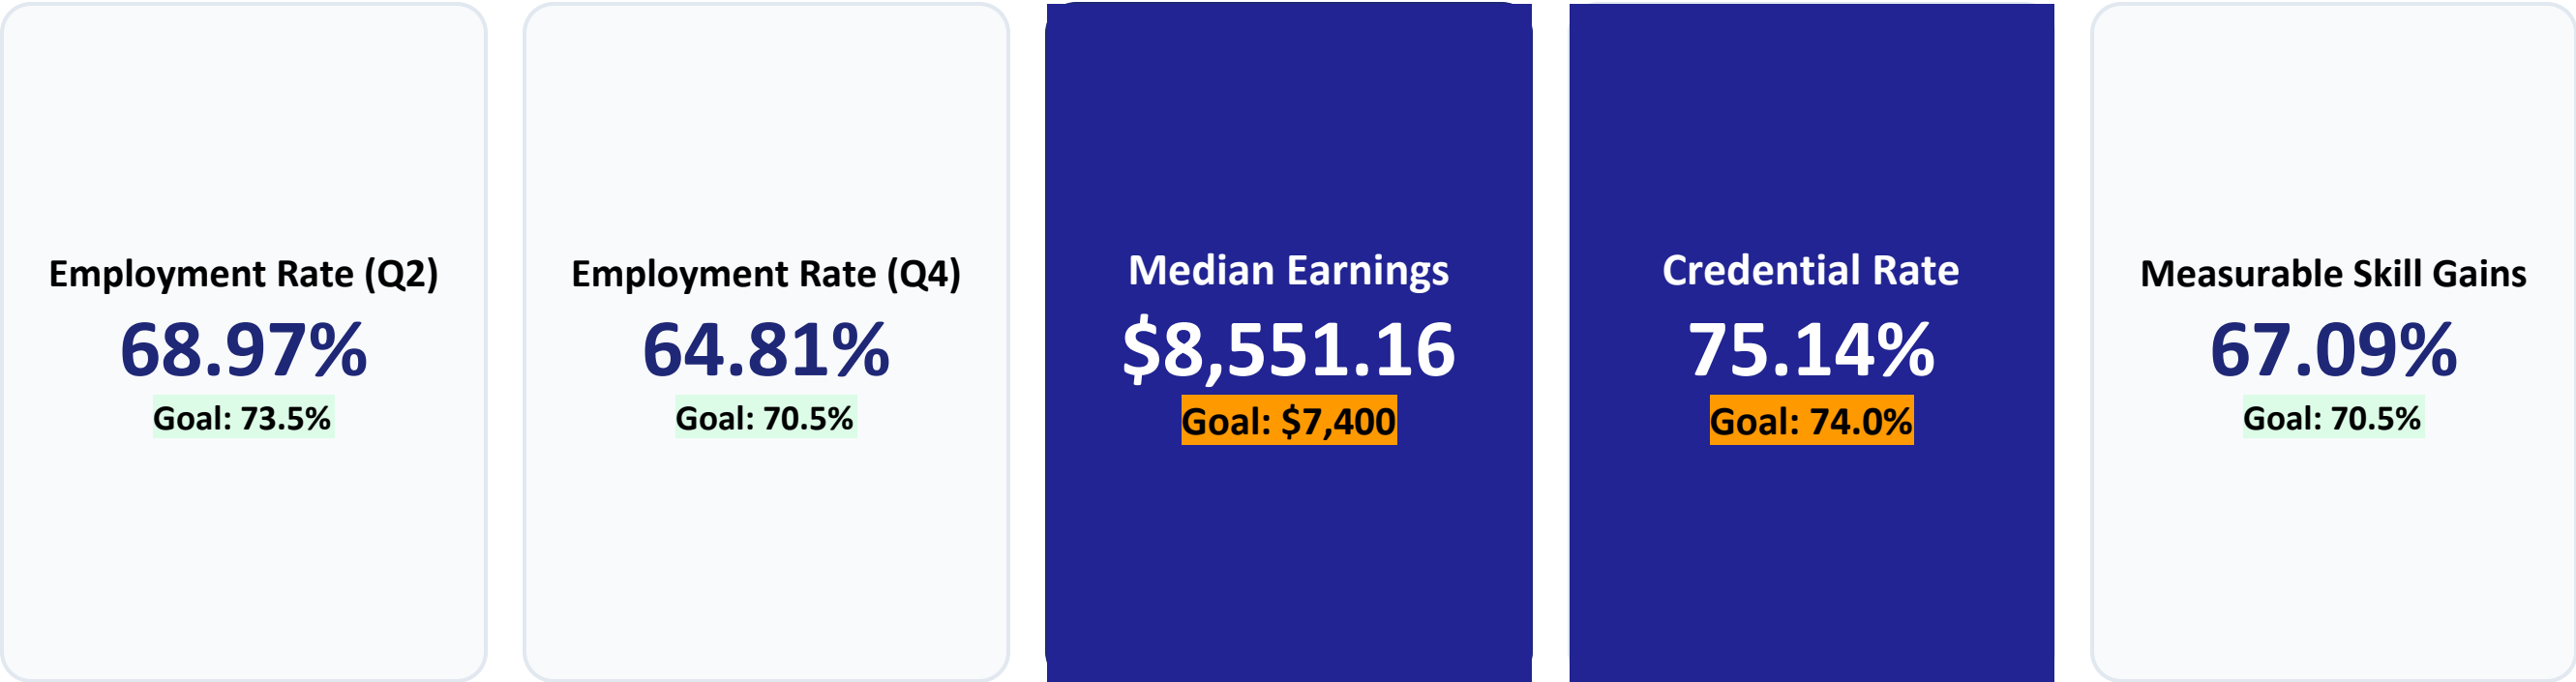 Employment Rate (Q2)
68.97%
Goal: 73.5%
Employment Rate (Q4)
64.81%
Goal: 70.5%
Median Earnings
$8,551.16
Goal: $7,400
Credential Rate
75.14%
Goal: 74.0%
Measurable Skill Gains
67.09%
Goal: 70.5%